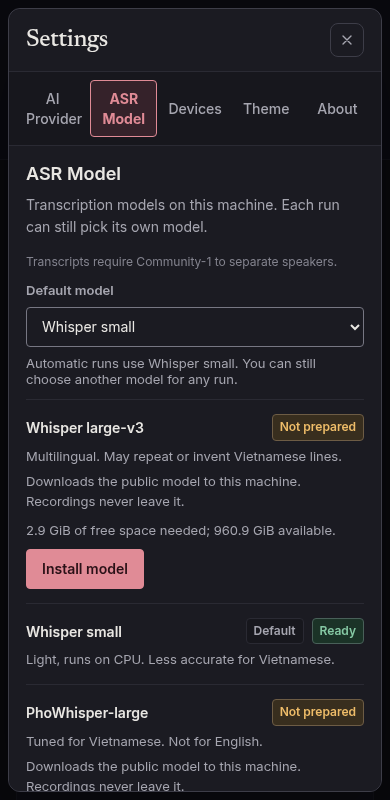 Settings
AI
Provider
ASR
Model
Devices
Theme
About
ASR Model
Transcription models on this machine. Each run
can still pick its own model.
Transcripts require Community-1 to separate speakers.
Default model
Whisper small
Automatic runs use Whisper small. You can still
choose another model for any run.
Whisper large-v3
Not prepared
Multilingual. May repeat or invent Vietnamese lines.
Downloads the public model to this machine.
Recordings never leave it.
2.9 GiB of free space needed; 960.9 GiB available.
Install model
Whisper small
Default
Ready
Light, runs on CPU. Less accurate for Vietnamese.
PhoWhisper-large
Not prepared
Tuned for Vietnamese. Not for English.
Downloads the public model to this machine.
Recordings never leave it.